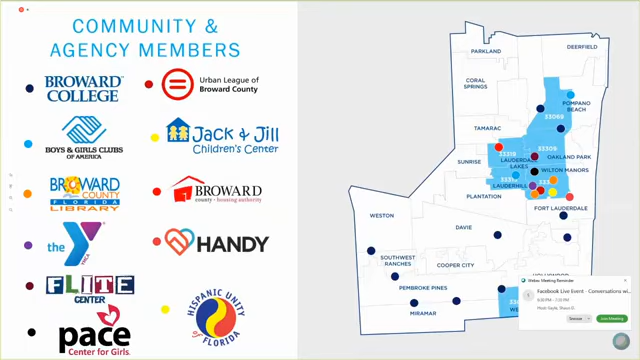 COMMUNITY &
AGENCY MEMBERS
BROWARD
COLLEGE
Urban League of
Broward County
BOYS & GIRLS CLUBS
OF AMERICA
Jack & Jill
Children's Center
BROWARD
COUNTY
FLORIDA
LIBRARY
BROWARD
county · housing authority
the Y
YMCA
HANDY
FLITE
CENTER
pace
Center for Girls
HISPANIC UNITY
of FLORIDA
PARKLAND
DEERFIELD
CORAL
SPRINGS
POMPANO
BEACH
33069
TAMARAC
33309
OAKLAND PARK
SUNRISE
LAUDERDALE
LAKES
WILTON MANORS
LAUDERHILL
PLANTATION
FORT LAUDERDALE
WESTON
DAVIE
SOUTHWEST
RANCHES
COOPER CITY
HOLLYWOOD
PEMBROKE PINES
MIRAMAR
Webex Meeting Reminder
Facebook Live Event - Conversations wi...
Snooze
Join Meeting